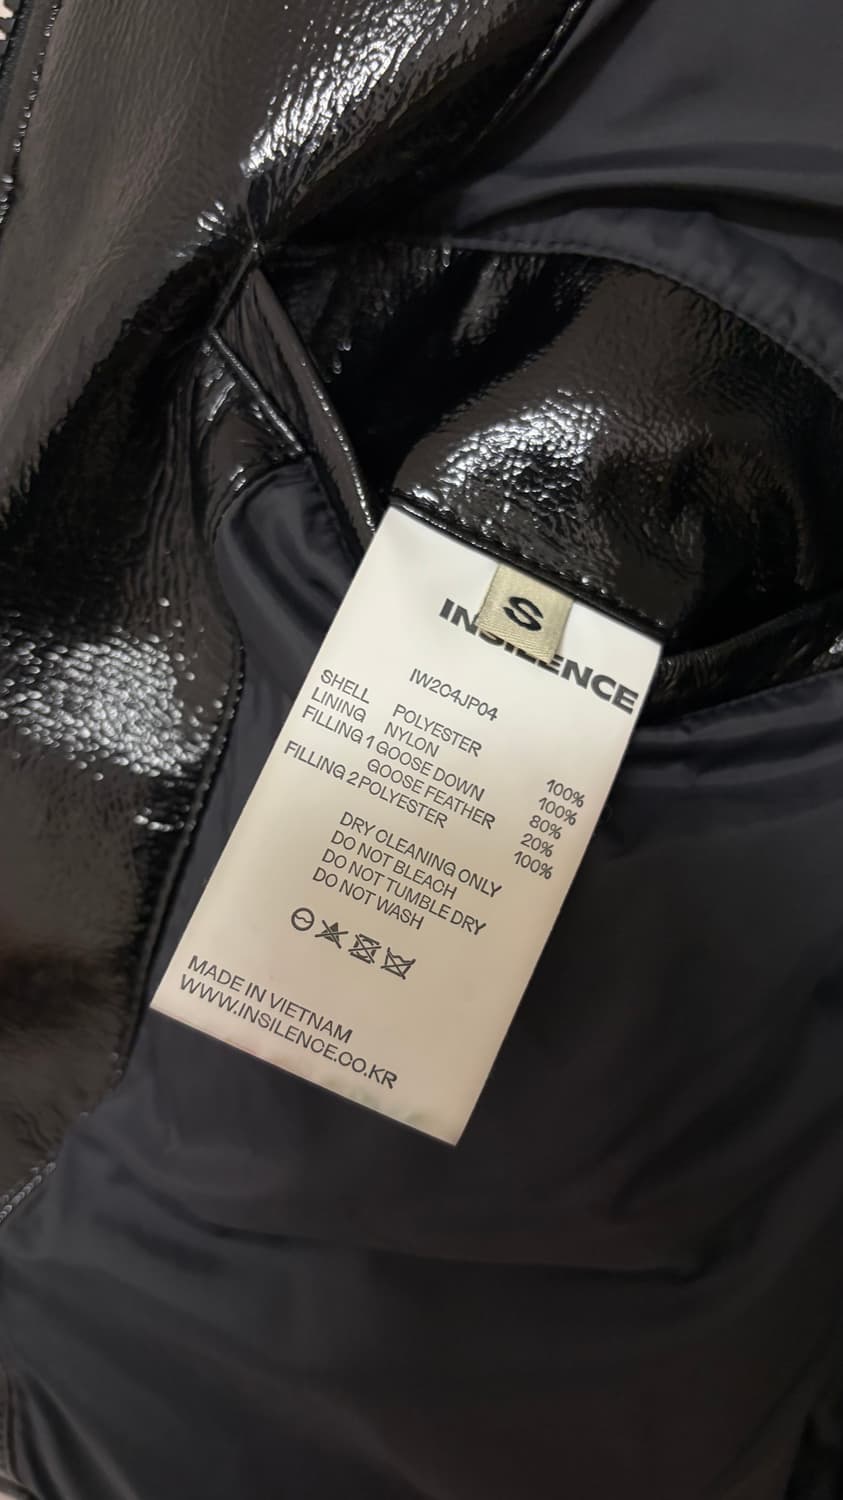 S
INSILENCE
IW204JP04
SHELL POLYESTER 100%
LINING NYLON 100%
FILLING 1 GOOSE DOWN 80%
GOOSE FEATHER 20%
FILLING 2 POLYESTER 100%
DRY CLEANING ONLY
DO NOT BLEACH
DO NOT TUMBLE DRY
DO NOT WASH
MADE IN VIETNAM
WWW.INSILENCE.CO.KR